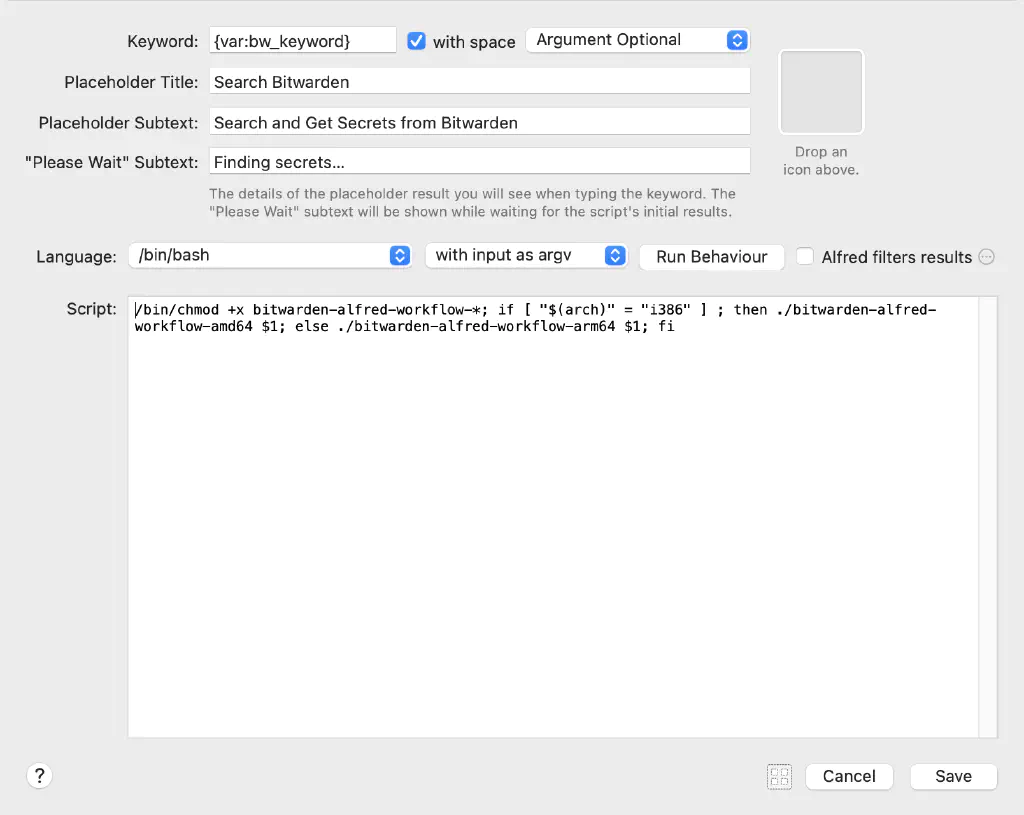 Keyword: {var:bw_keyword} with space Argument Optional
Placeholder Title: Search Bitwarden
Placeholder Subtext: Search and Get Secrets from Bitwarden
"Please Wait" Subtext: Finding secrets...
Drop an
icon above.
The details of the placeholder result you will see when typing the keyword. The
"Please Wait" subtext will be shown while waiting for the script's initial results.
Language: /bin/bash with input as argv Run Behaviour Alfred filters results
Script: /bin/chmod +x bitwarden-alfred-workflow-*; if [ "$(arch)" = "i386" ] ; then ./bitwarden-alfred-
workflow-amd64 $1; else ./bitwarden-alfred-workflow-arm64 $1; fi
? Cancel Save